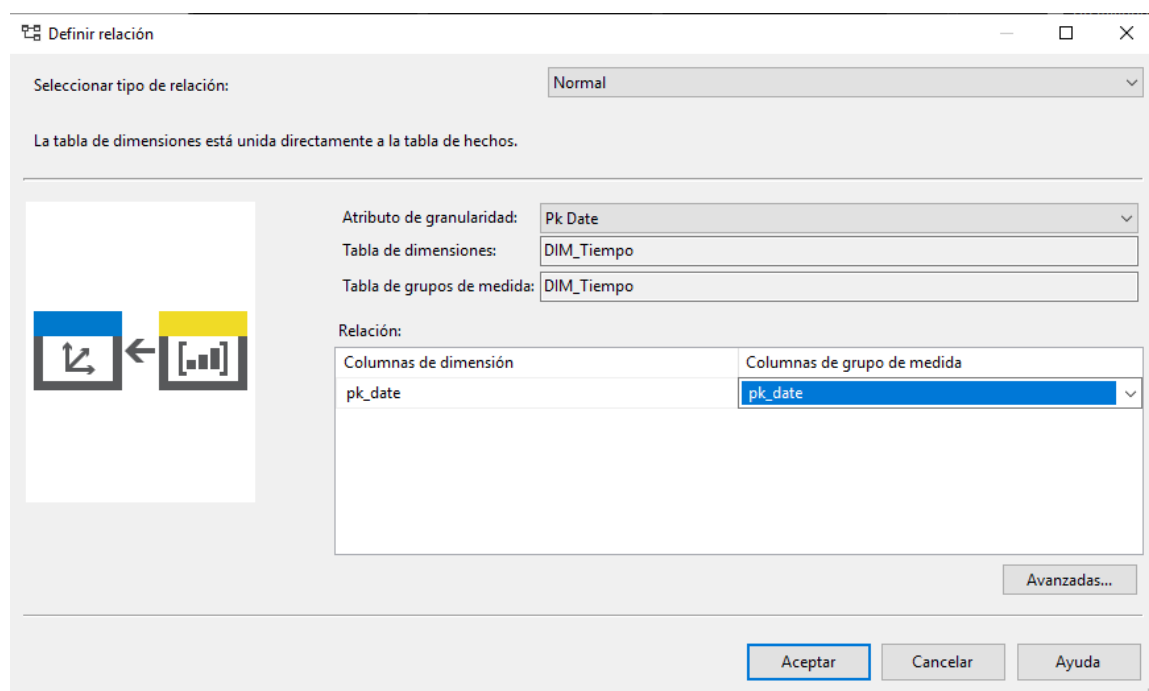 Definir relación
Seleccionar tipo de relación: Normal
La tabla de dimensiones está unida directamente a la tabla de hechos.
Atributo de granularidad: Pk Date
Tabla de dimensiones: DIM_Tiempo
Tabla de grupos de medida: DIM_Tiempo
Relación:
Columnas de dimensión Columnas de grupo de medida
pk_date pk_date
Avanzadas...
Aceptar Cancelar Ayuda